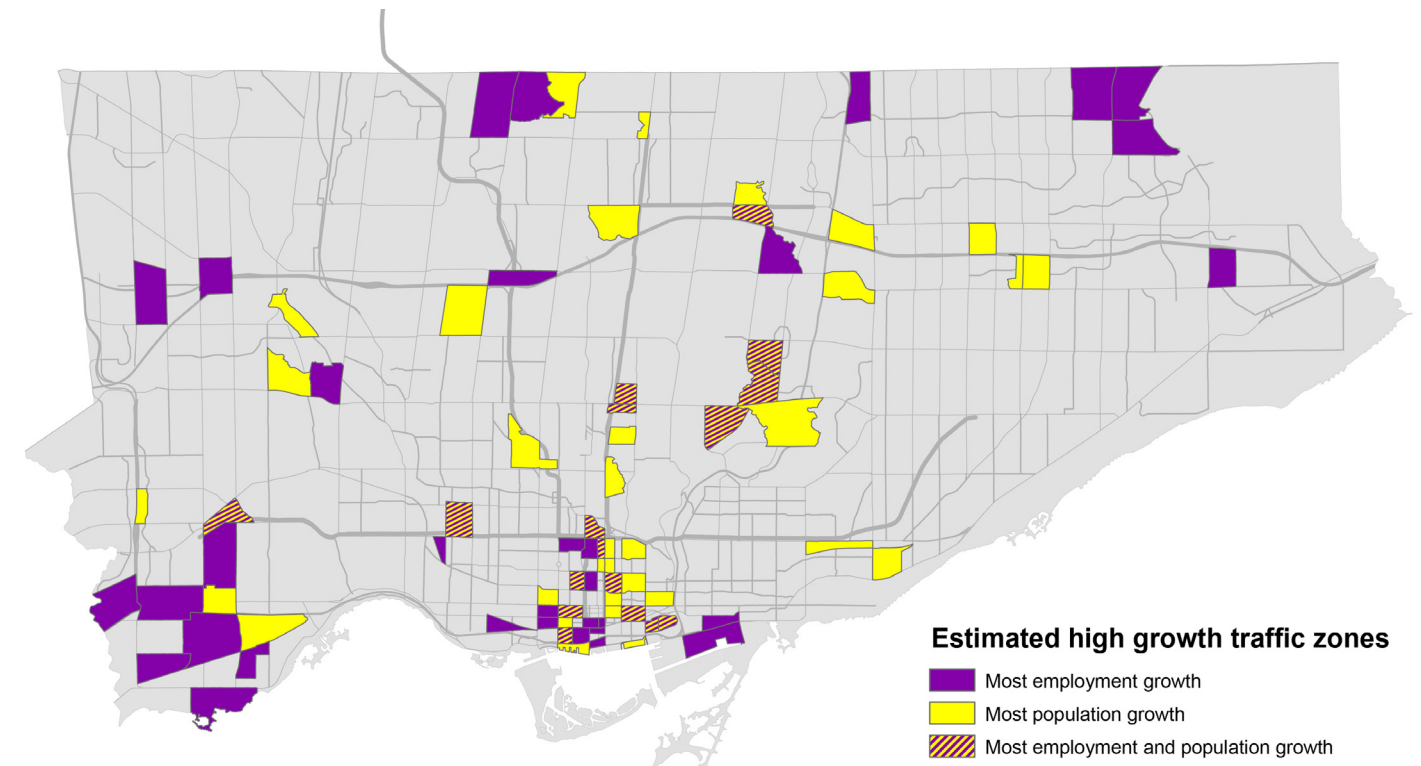 Estimated high growth traffic zones
Most employment growth
Most population growth
Most employment and population growth